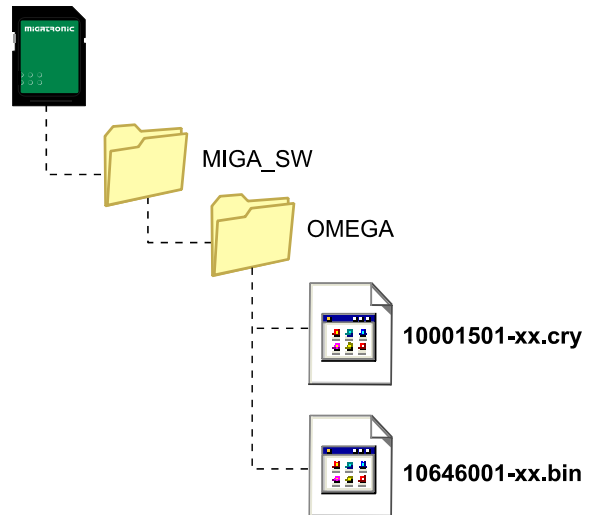 MIGATRONIC
MIGA_SW
OMEGA
10001501-xx.cry
10646001-xx.bin